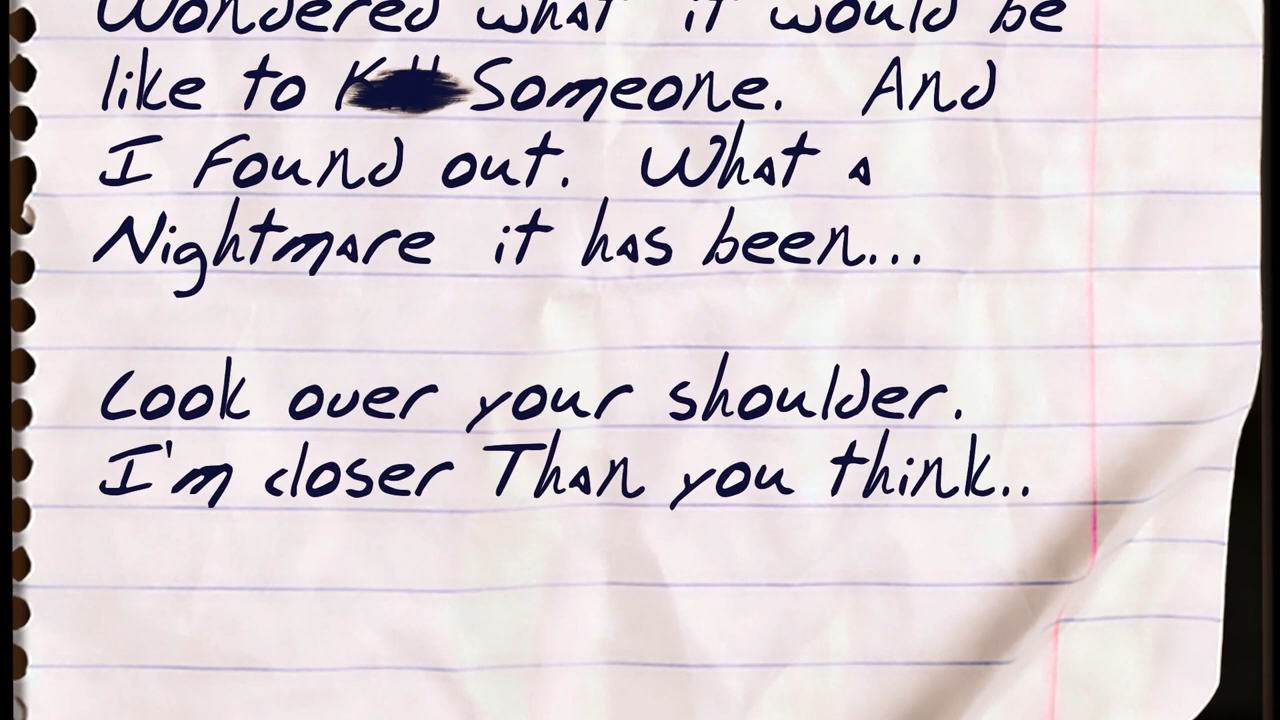 Wondered what it would be
like to Someone. And
I Found out. What a
Nightmare it has been...
Look over your shoulder.
I'm closer Than you think..